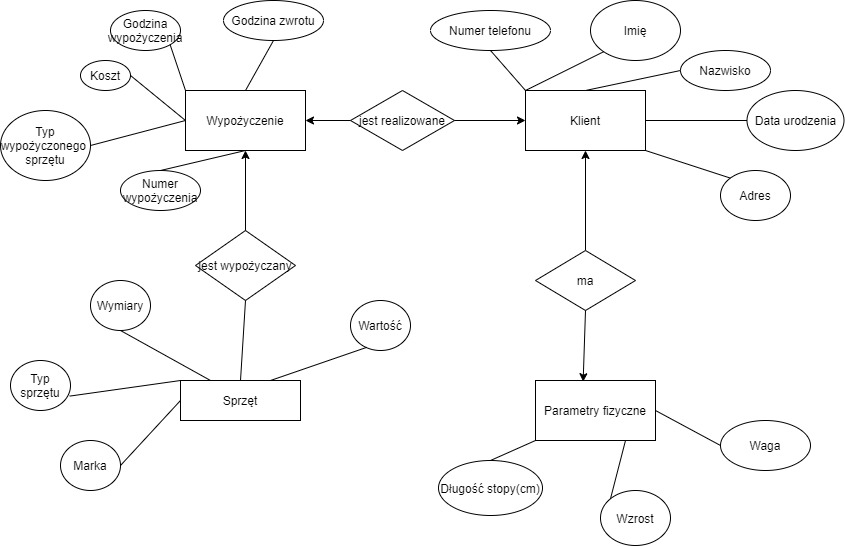 Godzina
wypożyczenia
Godzina zwrotu
Numer telefonu
Imię
Koszt
Nazwisko
Typ
wypożyczonego
sprzętu
Wypożyczenie
jest realizowane
Klient
Data urodzenia
Numer
wypożyczenia
Adres
jest wypożyczany
ma
Wymiary
Wartość
Typ
sprzętu
Sprzęt
Parametry fizyczne
Marka
Waga
Długość stopy(cm)
Wzrost